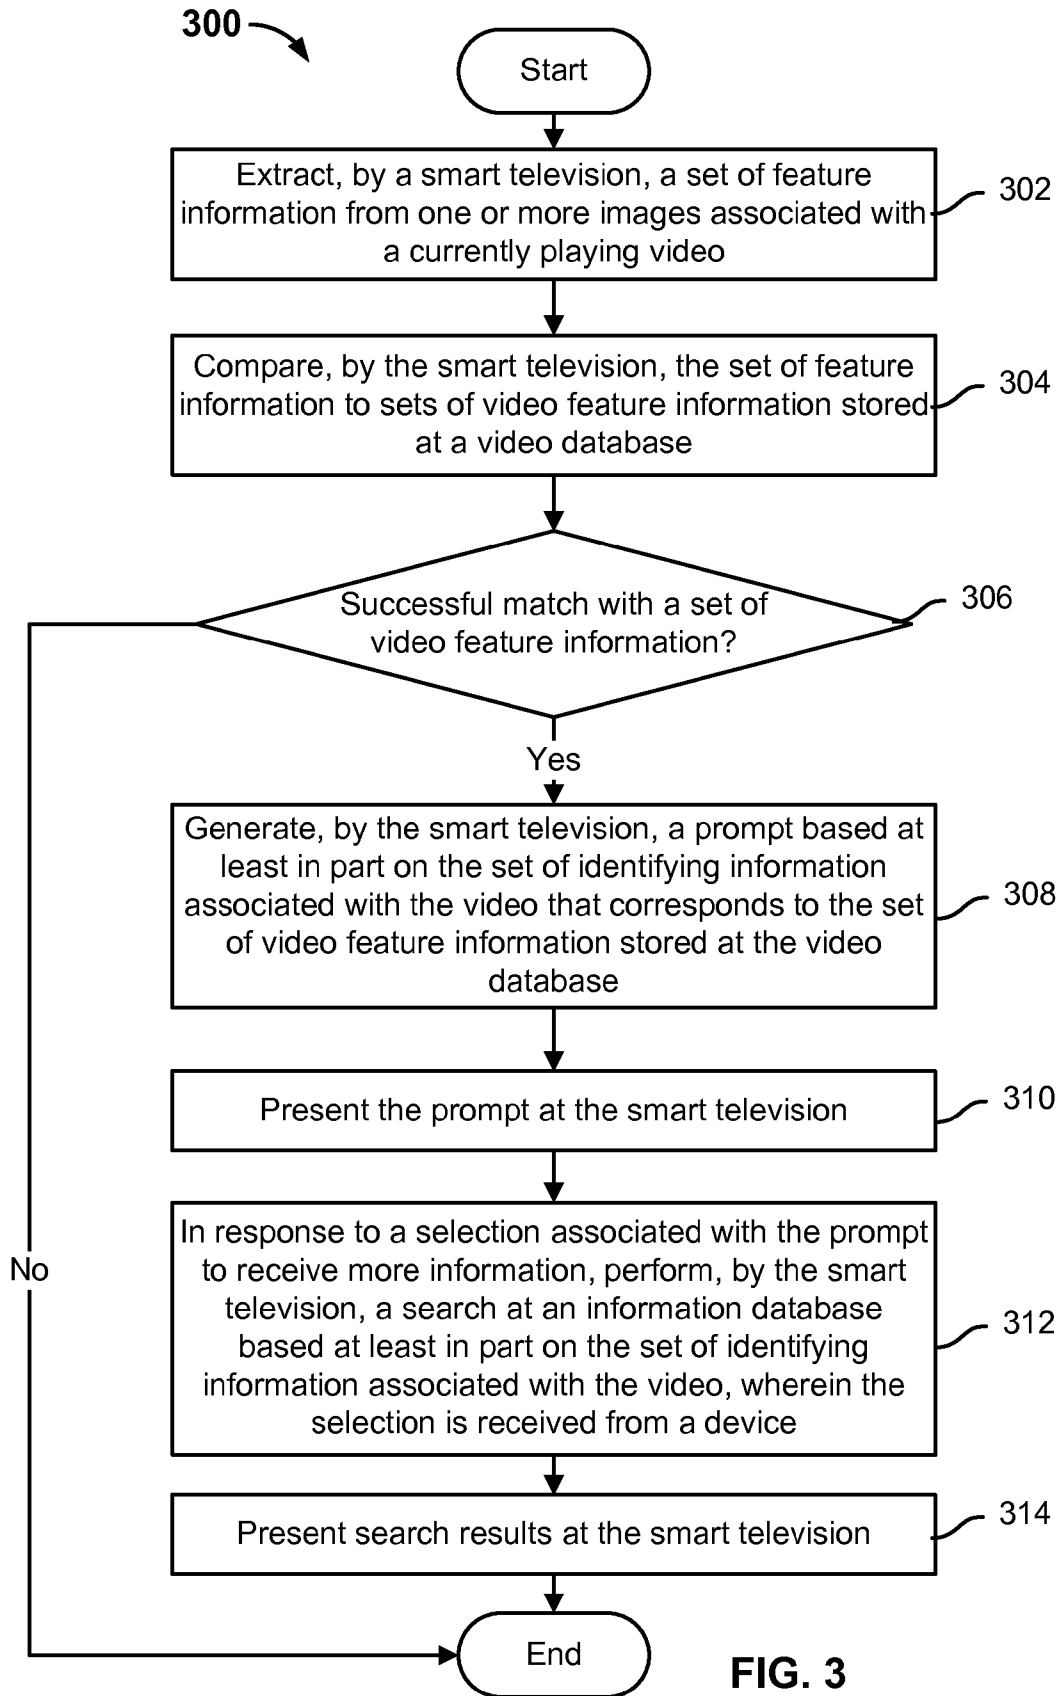 300
Start
Extract, by a smart television, a set of feature
information from one or more images associated with
a currently playing video
302
Compare, by the smart television, the set of feature
information to sets of video feature information stored
at a video database
304
Successful match with a set of
video feature information?
306
Yes
Generate, by the smart television, a prompt based at
least in part on the set of identifying information
associated with the video that corresponds to the set
of video feature information stored at the video
database
308
Present the prompt at the smart television
310
In response to a selection associated with the prompt
to receive more information, perform, by the smart
television, a search at an information database
based at least in part on the set of identifying
information associated with the video, wherein the
selection is received from a device
312
No
Present search results at the smart television
314
End
FIG. 3